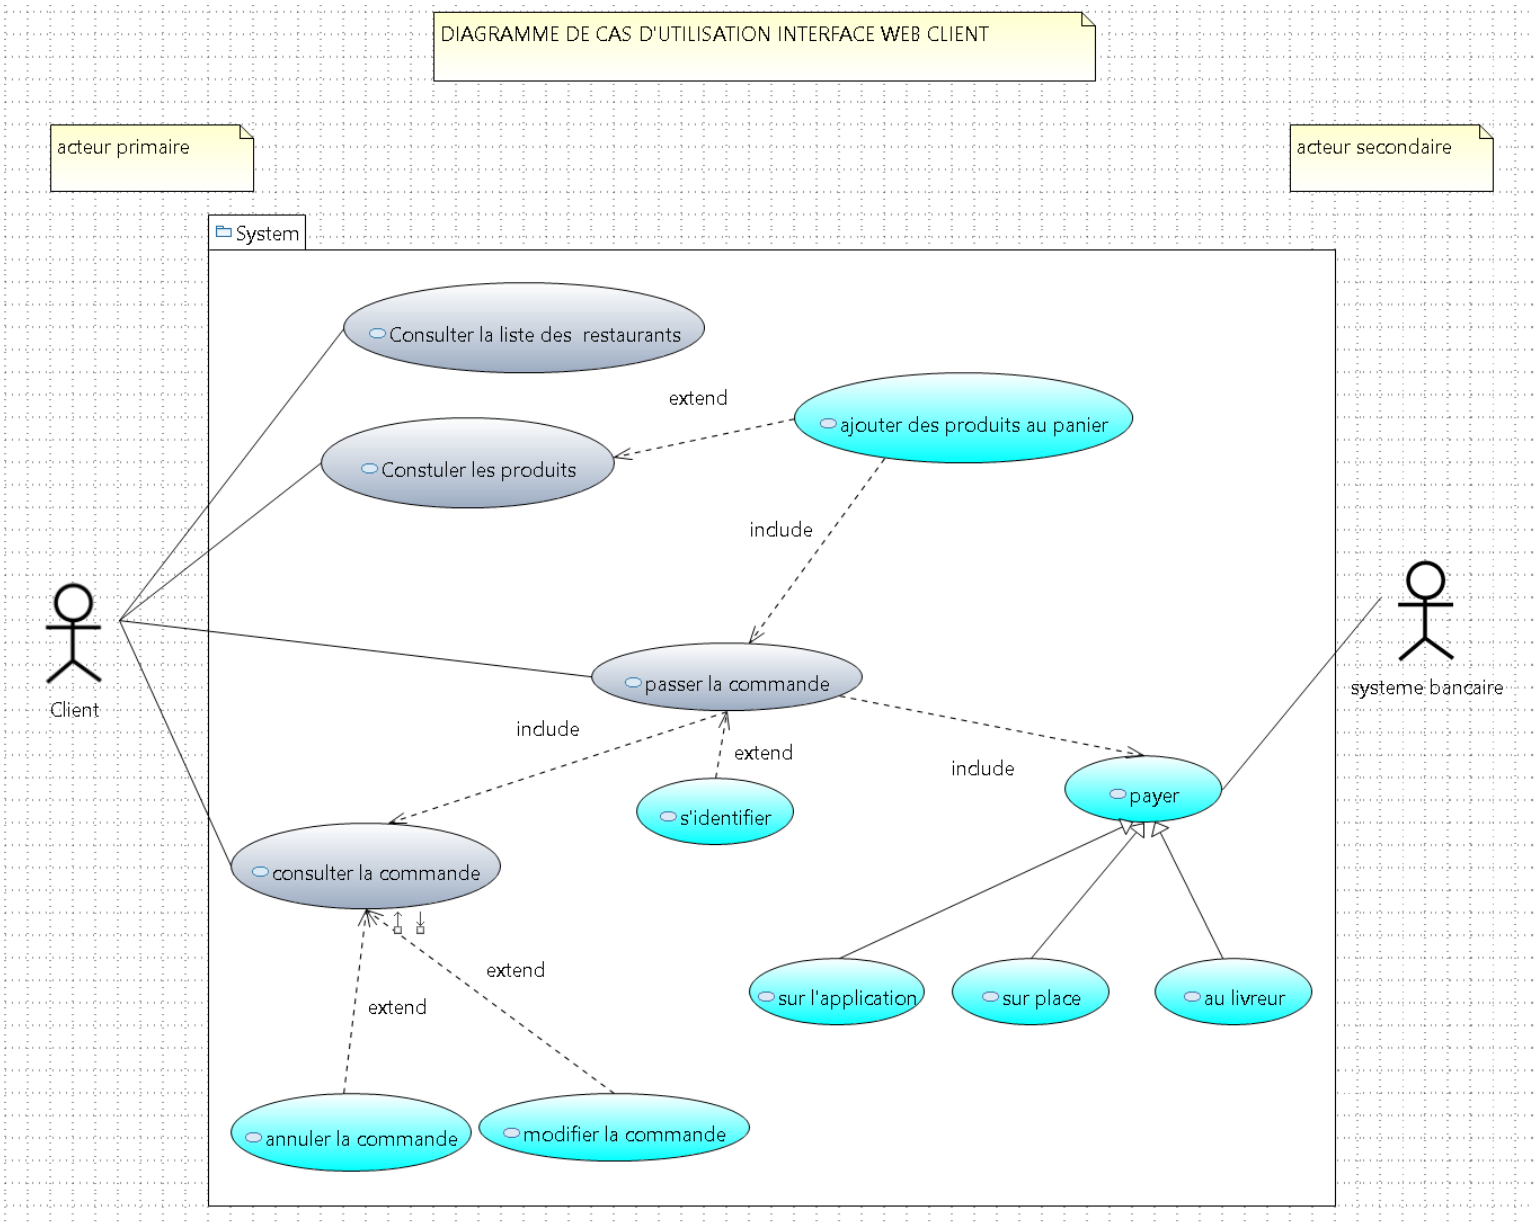 DIAGRAMME DE CAS D'UTILISATION INTERFACE WEB CLIENT
acteur primaire
acteur secondaire
System
Consulter la liste des  restaurants
extend
ajouter des produits au panier
Constuler les produits
include
passer la commande
Client
systeme bancaire
include
extend
include
payer
s'identifier
consulter la commande
extend
extend
sur l'application
sur place
au livreur
annuler la commande
modifier la commande